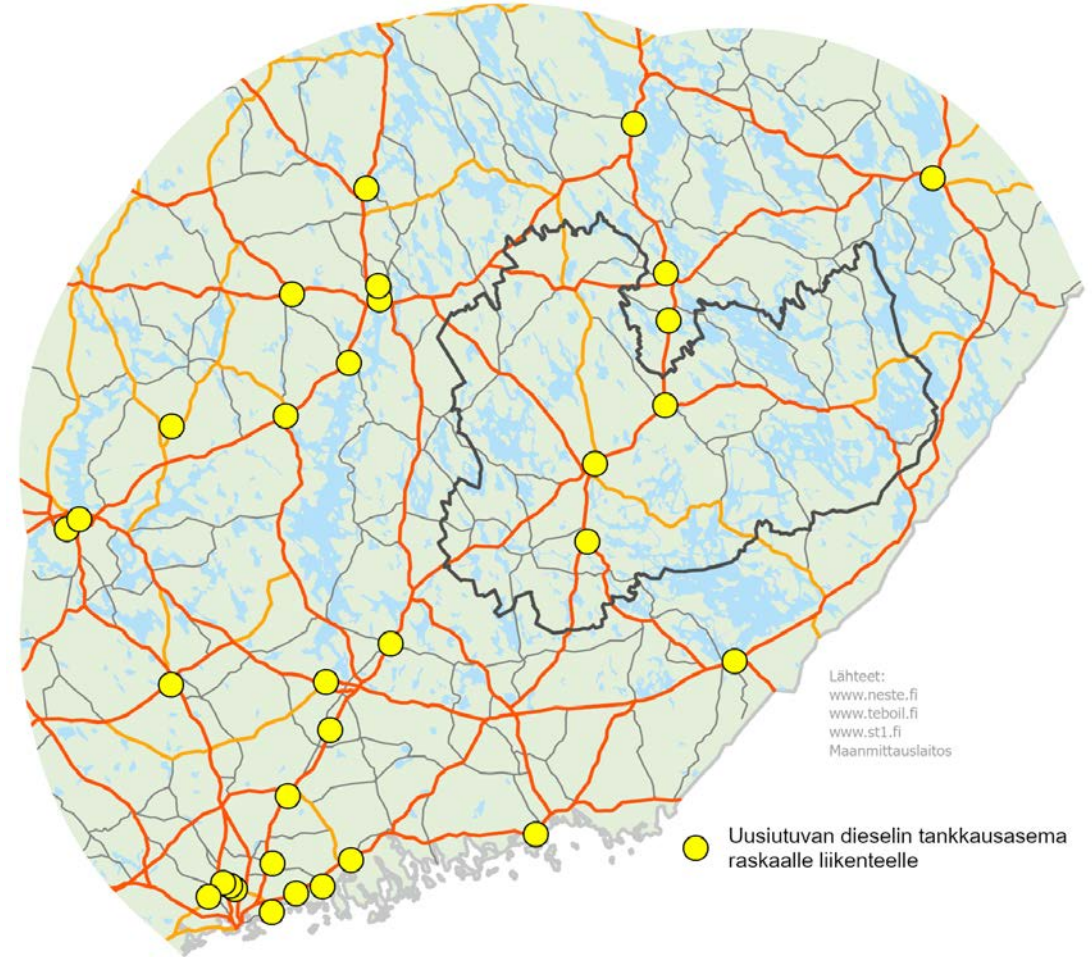 Lähteet:
www.neste.fi
www.teboil.fi
www.st1.fi
Maanmittauslaitos
Uusiutuvan dieselin tankkausasema
raskaalle liikenteelle